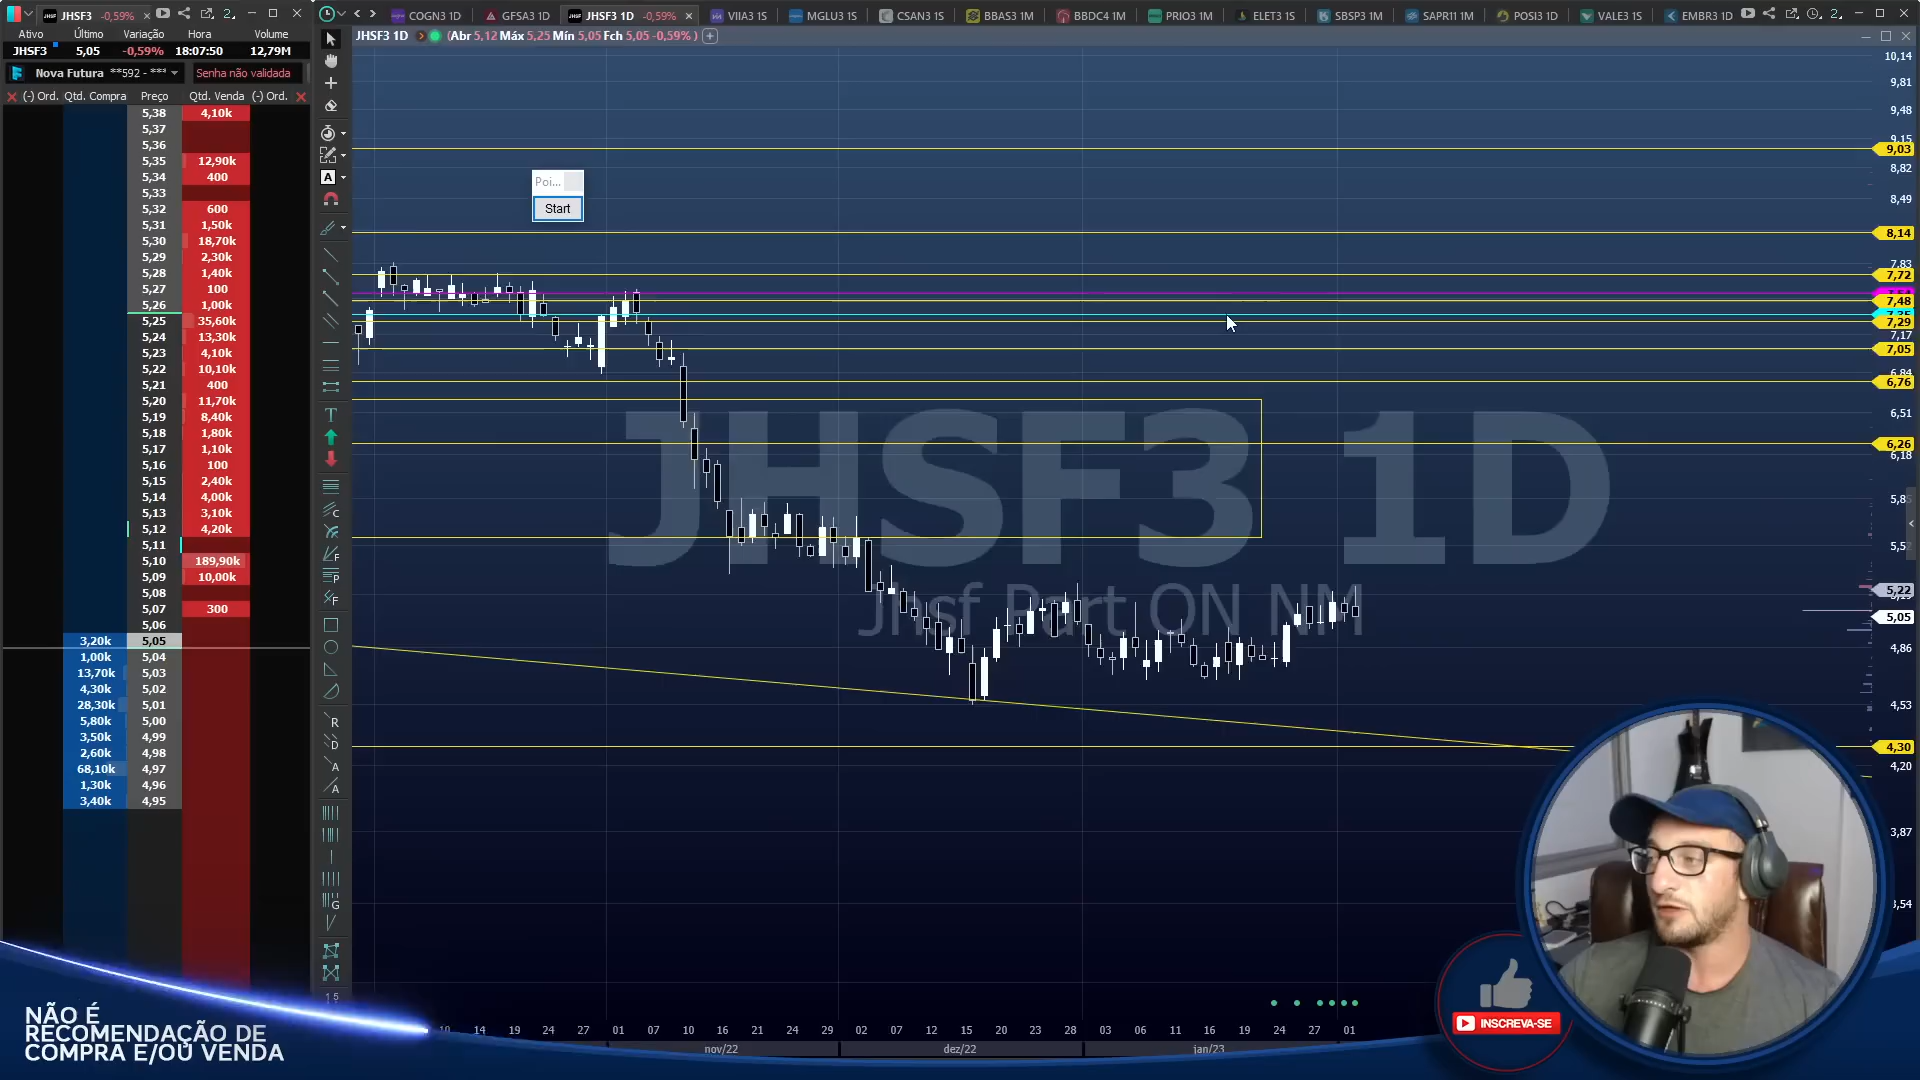 JHSF3 -0,59%
COGN3 1D
GFSA3 1D
JHSF3 1D -0,59%
VIIA3 1S
MGLU3 1S
CSAN3 1S
BBAS3 1M
BBDC4 1M
PRIO3 1M
ELET3 1S
SBSP3 1M
SAPR11 1M
POSI3 1D
VALE3 1S
EMBR3 1D
Ativo Último Variação Hora Volume
JHSF3 5,05 -0,59% 18:07:50 12,79M
Nova Futura **592 - *** Senha não validada
(-) Ord. Qtd. Compra Preço Qtd. Venda (-) Ord.
5,38 4,10k
5,37
5,36
5,35 12,90k
5,34 400
5,33
5,32 600
5,31 1,50k
5,30 18,70k
5,29 2,30k
5,28 1,40k
5,27 100
5,26 1,00k
5,25 35,60k
5,24 13,30k
5,23 4,10k
5,22 10,10k
5,21 400
5,20 11,70k
5,19 8,40k
5,18 1,80k
5,17 1,10k
5,16 100
5,15 2,40k
5,14 4,00k
5,13 3,10k
5,12 4,20k
5,11
5,10 189,90k
5,09 10,00k
5,08
5,07 300
5,06
3,20k 5,05
1,00k 5,04
13,70k 5,03
4,30k 5,02
28,30k 5,01
5,80k 5,00
3,50k 4,99
2,60k 4,98
68,10k 4,97
1,30k 4,96
3,40k 4,95
JHSF3 1D (Abr 5,12 Máx 5,25 Mín 5,05 Fch 5,05 -0,59% )
Poi...
Start
JHSF3 1D
Jhsf Part ON NM
10,14
9,81
9,48
9,15
9,03
8,82
8,49
8,14
7,83
7,72
7,48
7,29
7,17
7,05
6,84
6,76
6,51
6,26
6,18
5,52
5,22
5,05
4,86
4,53
4,30
4,20
3,87
3,54
10 14 19 24 27 01 07 10 16 21 24 29 02 07 12 15 20 23 28 03 06 11 16 19 24 27 01
nov/22 dez/22 jan/23
NÃO É
RECOMENDAÇÃO DE
COMPRA E/OU VENDA
INSCREVA-SE